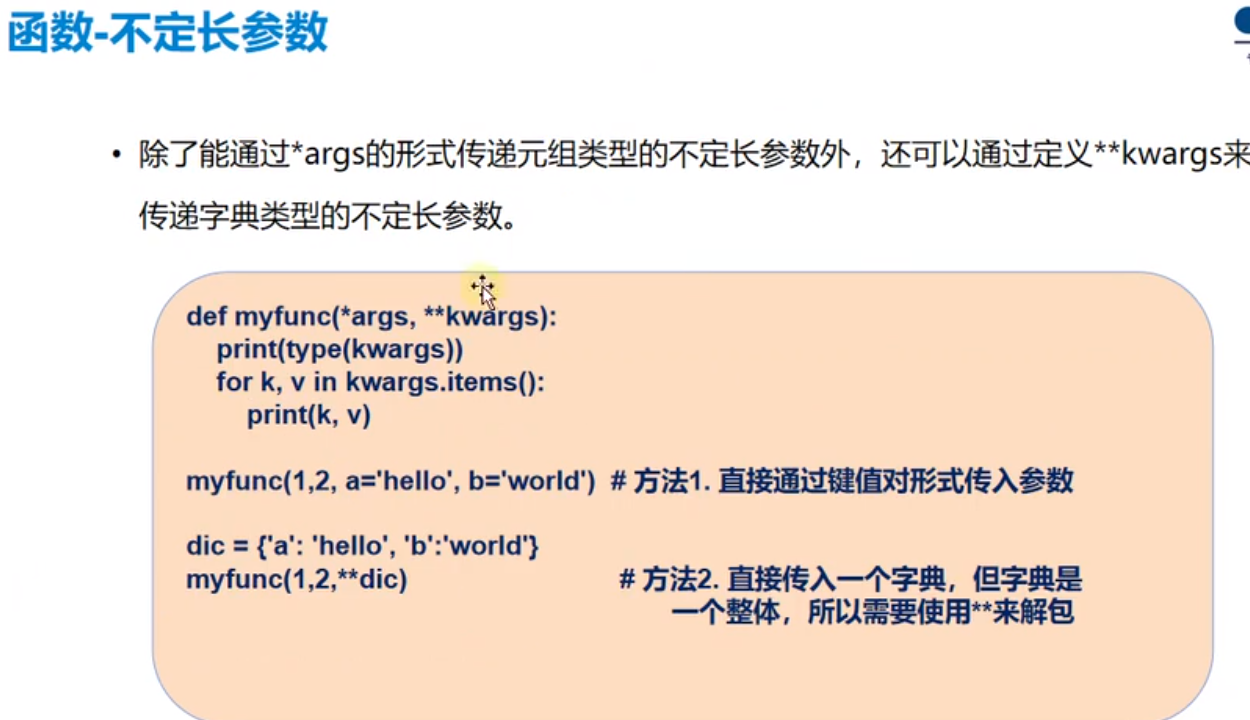 函数-不定长参数
• 除了能通过*args的形式传递元组类型的不定长参数外，还可以通过定义**kwargs来
传递字典类型的不定长参数。
def myfunc(*args, **kwargs):
    print(type(kwargs))
    for k, v in kwargs.items():
        print(k, v)
myfunc(1,2, a='hello', b='world')  # 方法1. 直接通过键值对形式传入参数
dic = {'a': 'hello', 'b':'world'}
myfunc(1,2,**dic)  # 方法2. 直接传入一个字典，但字典是
一个整体，所以需要使用**来解包